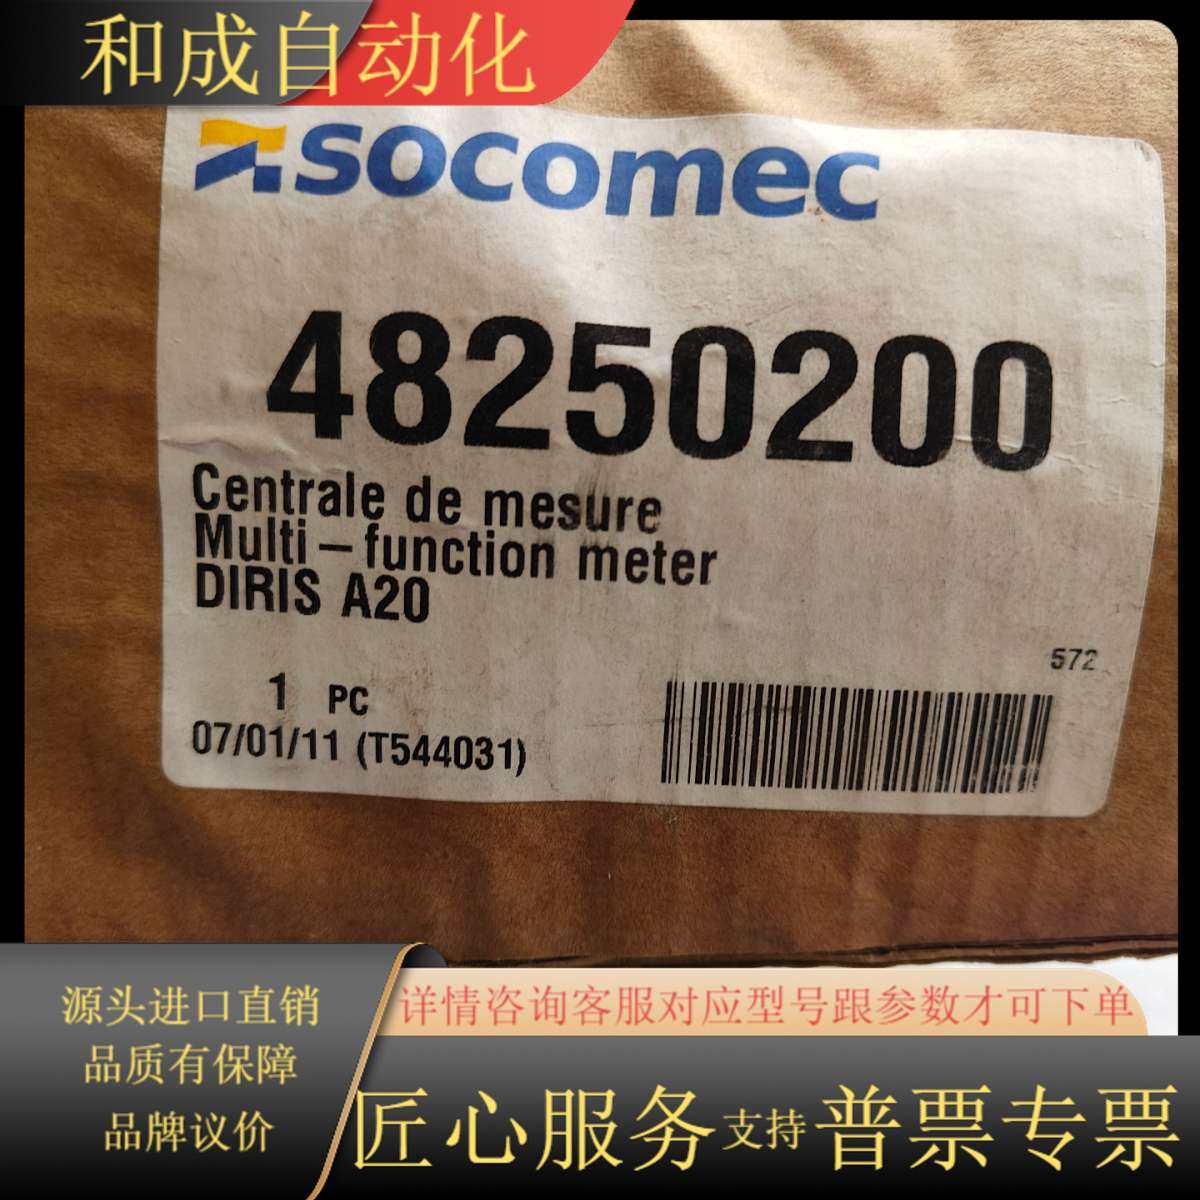 和成自动化
socomec
48250200
Centrale de mesure
Multi-function meter
DIRIS A20
572
1 PC
07/01/11 (T544031)
源头进口直销
品质有保障
品牌议价
详情咨询客服对应型号跟参数才可下单
匠心服务支持普票专票